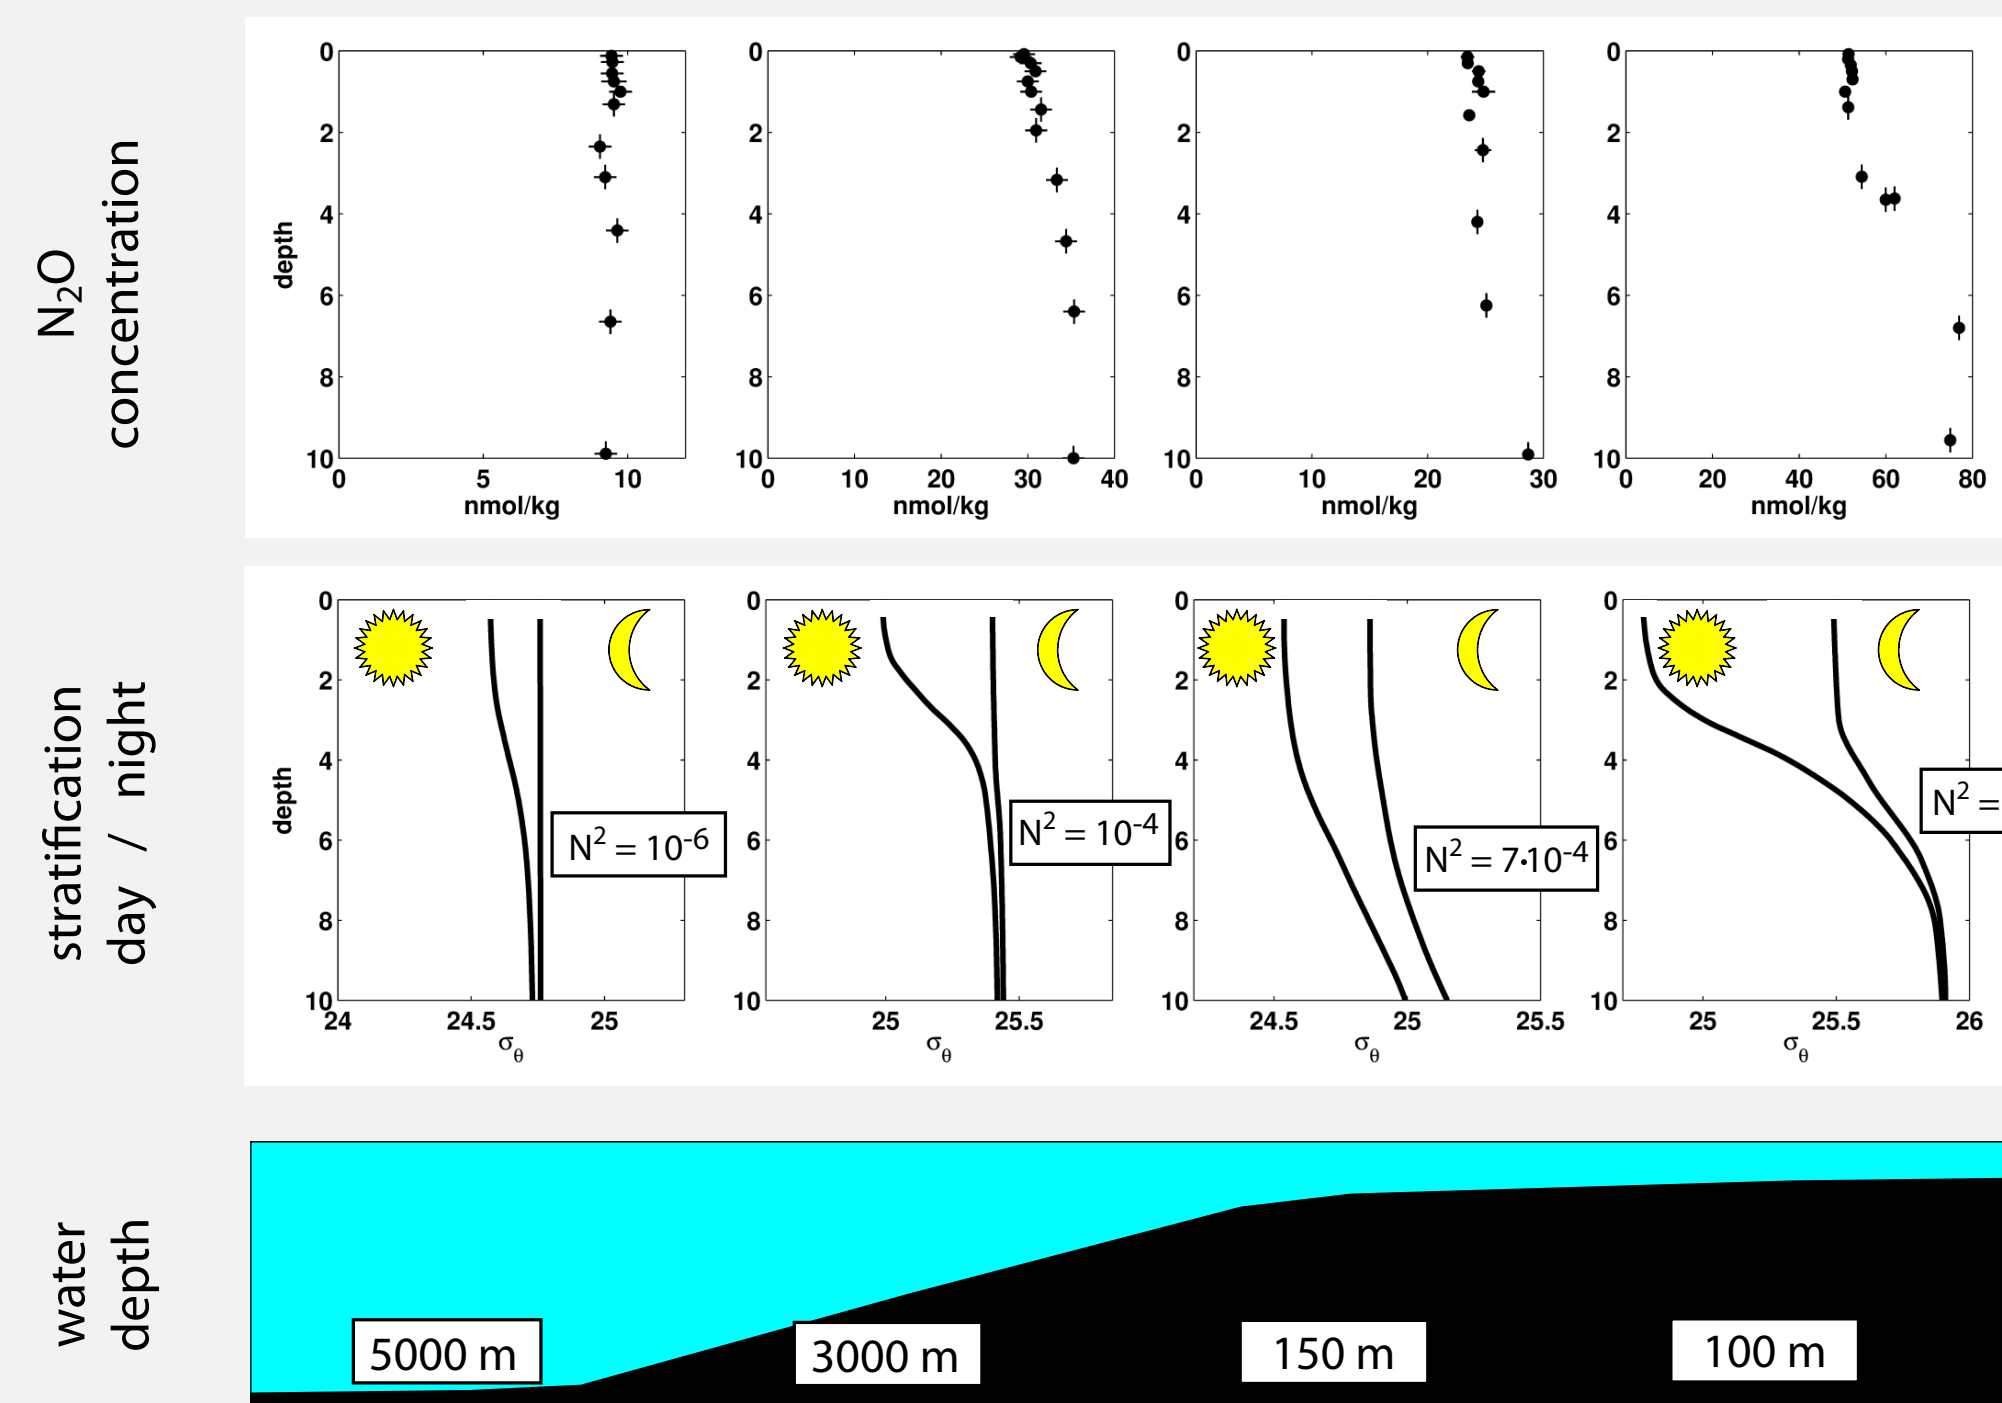 N2O
concentration
0
2
4
6
8
10
depth
0 5 10
nmol/kg
0
2
4
6
8
10
0 10 20 30 40
nmol/kg
0
2
4
6
8
10
0 10 20 30
nmol/kg
0
2
4
6
8
10
0 20 40 60 80
nmol/kg
stratification
day / night
0
2
4
6
8
10
depth
24 24.5 25
σθ
N² = 10⁻⁶
0
2
4
6
8
10
25 25.5
σθ
N² = 10⁻⁴
0
2
4
6
8
10
24.5 25 25.5
σθ
N² = 7·10⁻⁴
0
2
4
6
8
10
25 25.5 26
σθ
N² =
water
depth
5000 m
3000 m
150 m
100 m